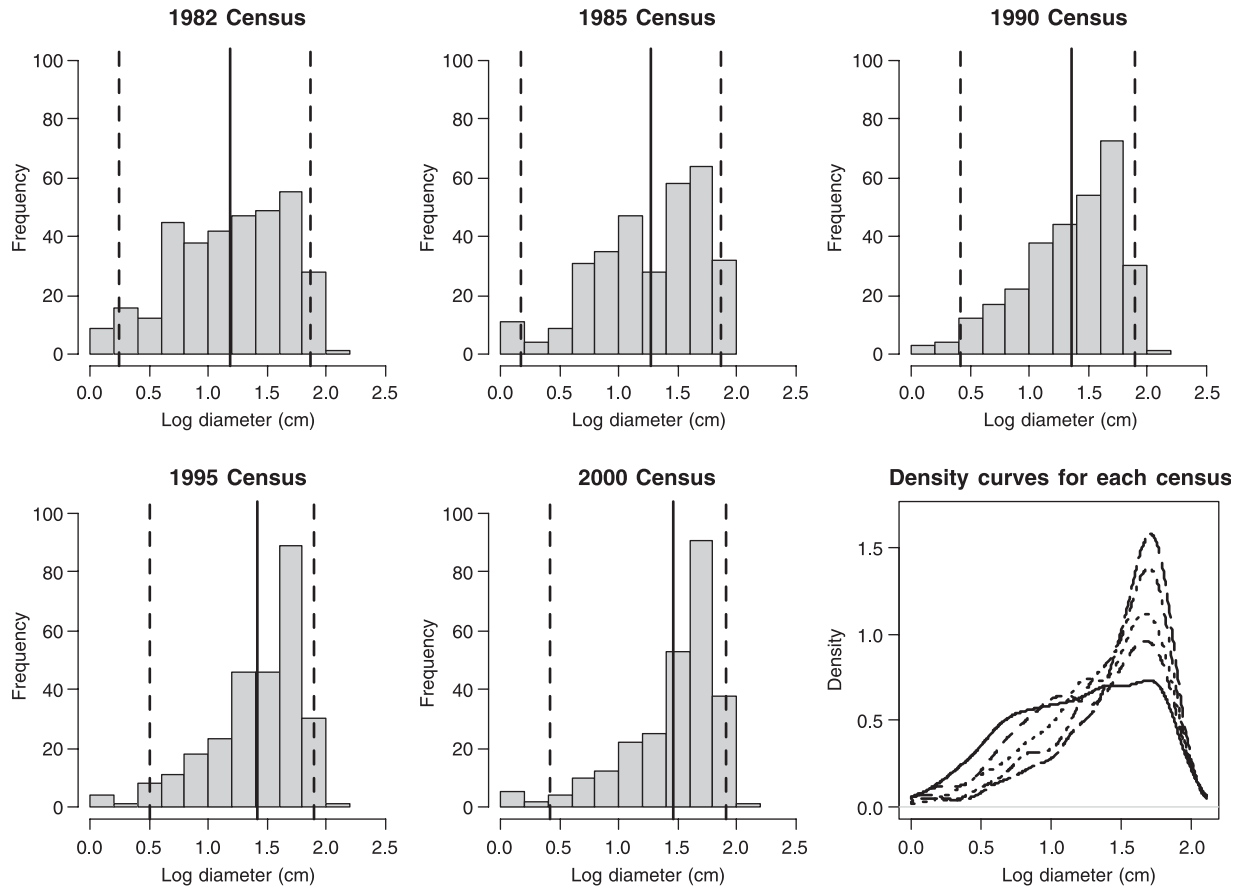 1982 Census
100
80
60
40
20
0
Frequency
0.0 0.5 1.0 1.5 2.0 2.5
Log diameter (cm)
1985 Census
100
80
60
40
20
0
Frequency
0.0 0.5 1.0 1.5 2.0 2.5
Log diameter (cm)
1990 Census
100
80
60
40
20
0
Frequency
0.0 0.5 1.0 1.5 2.0 2.5
Log diameter (cm)
1995 Census
100
80
60
40
20
0
Frequency
0.0 0.5 1.0 1.5 2.0 2.5
Log diameter (cm)
2000 Census
100
80
60
40
20
0
Frequency
0.0 0.5 1.0 1.5 2.0 2.5
Log diameter (cm)
Density curves for each census
1.5
1.0
0.5
0.0
Density
0.0 0.5 1.0 1.5 2.0
Log diameter (cm)